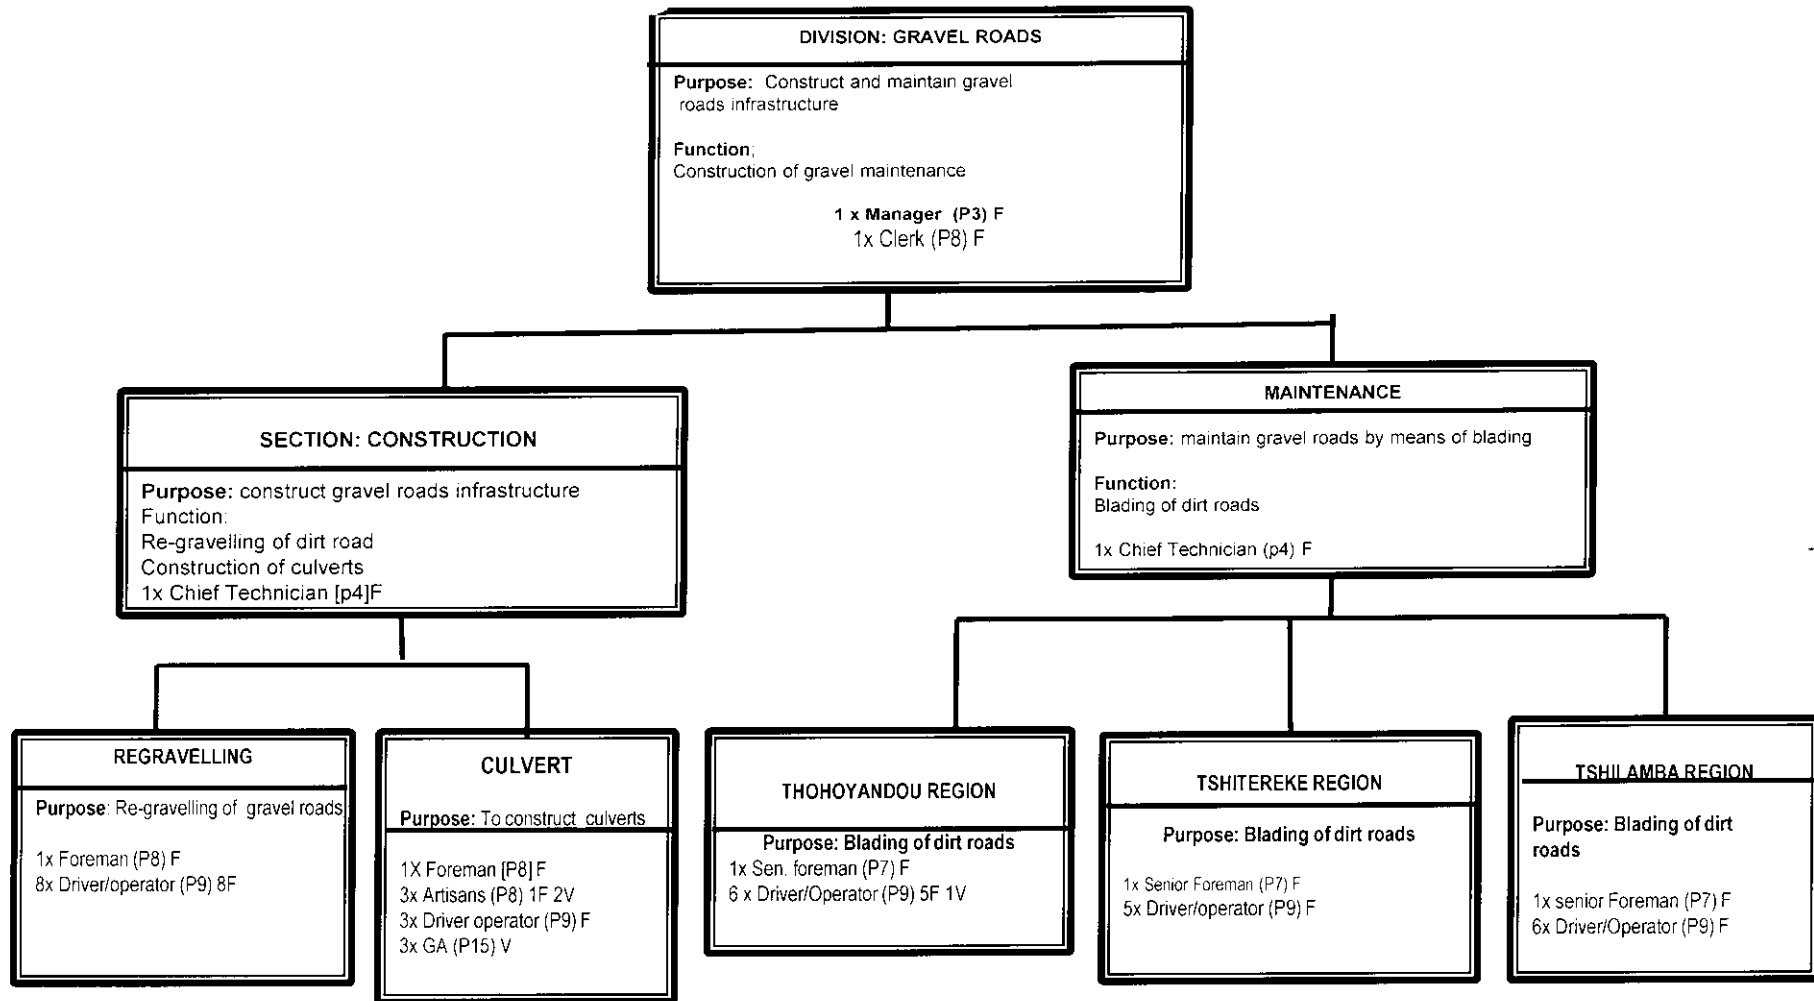 DIVISION: GRAVEL ROADS
Purpose: Construct and maintain gravel
roads infrastructure
Function;
Construction of gravel maintenance
1 x Manager (P3) F
1x Clerk (P8) F
SECTION: CONSTRUCTION
Purpose: construct gravel roads infrastructure
Function:
Re-gravelling of dirt road
Construction of culverts
1x Chief Technician [p4]F
MAINTENANCE
Purpose: maintain gravel roads by means of blading
Function:
Blading of dirt roads
1x Chief Technician (p4) F
REGRAVELLING
Purpose: Re-gravelling of gravel roads
1x Foreman (P8) F
8x Driver/operator (P9) 8F
CULVERT
Purpose: To construct culverts
1X Foreman [P8] F
3x Artisans (P8) 1F 2V
3x Driver operator (P9) F
3x GA (P15) V
THOHOYANDOU REGION
Purpose: Blading of dirt roads
1x Sen. foreman (P7) F
6 x Driver/Operator (P9) 5F 1V
TSHITEREKE REGION
Purpose: Blading of dirt roads
1x Senior Foreman (P7) F
5x Driver/operator (P9) F
TSHILAMBA REGION
Purpose: Blading of dirt
roads
1x senior Foreman (P7) F
6x Driver/Operator (P9) F